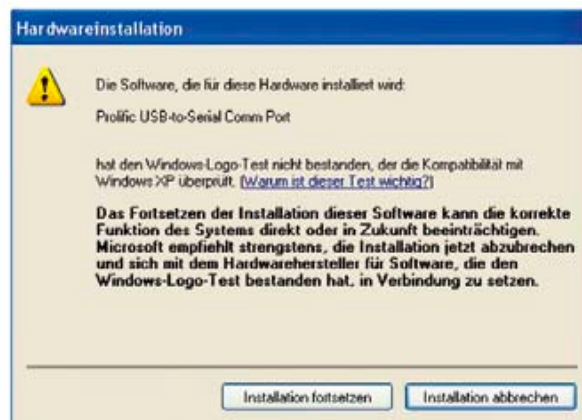 Hardwareinstallation
Die Software, die für diese Hardware installiert wird:
Prolific USB-to-Serial Comm Port
hat den Windows-Logo-Test nicht bestanden, der die Kompatibilität mit
Windows XP überprüft. (Warum ist dieser Test wichtig?)
Das Fortsetzen der Installation dieser Software kann die korrekte
Funktion des Systems direkt oder in Zukunft beeinträchtigen.
Microsoft empfiehlt strengstens, die Installation jetzt abzubrechen
und sich mit dem Hardwarehersteller für Software, die den
Windows-Logo-Test bestanden hat, in Verbindung zu setzen.
Installation fortsetzen
Installation abbrechen